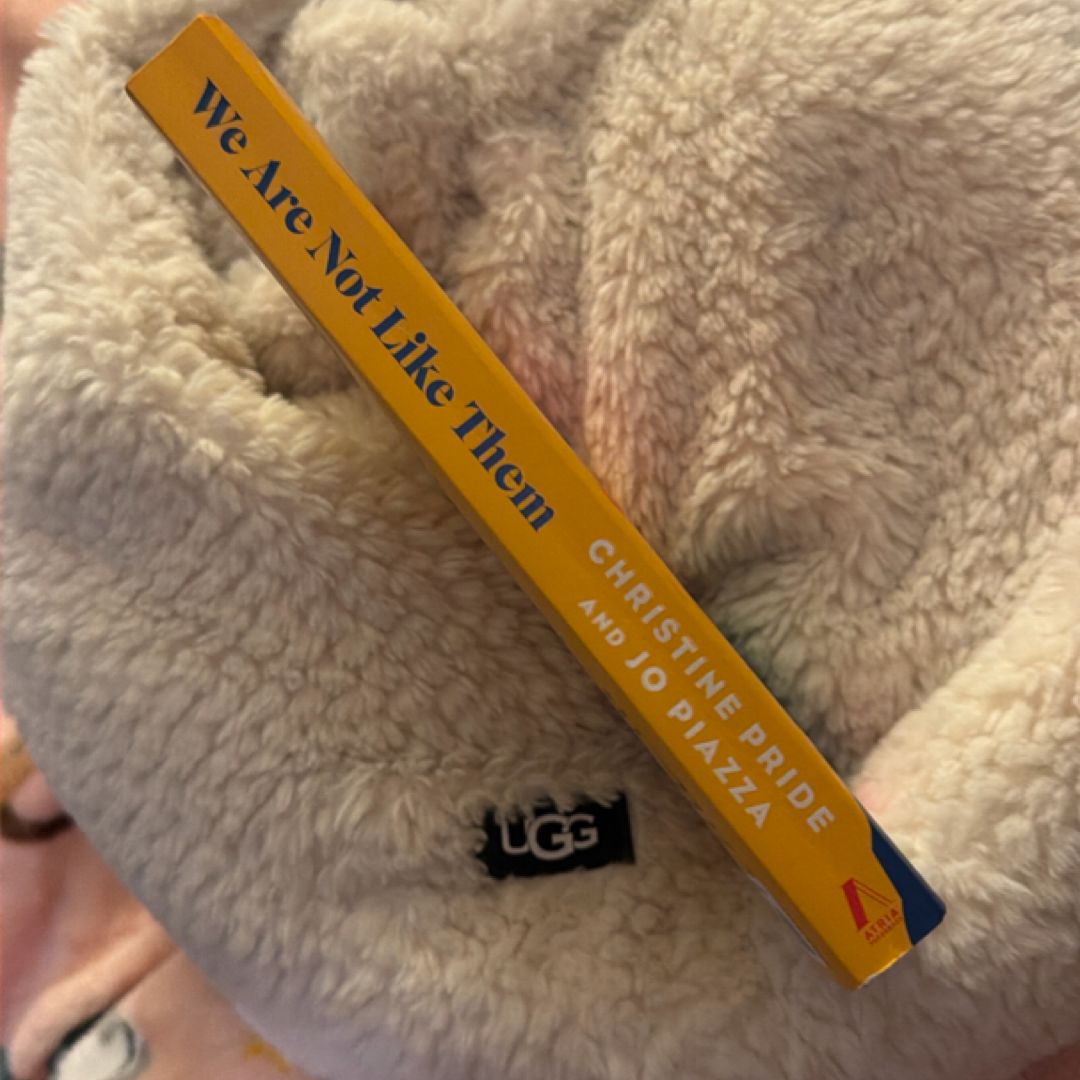 We Are Not Like Them
CHRISTINE PRIDE
AND JO PIAZZA
ATRIA
UGG